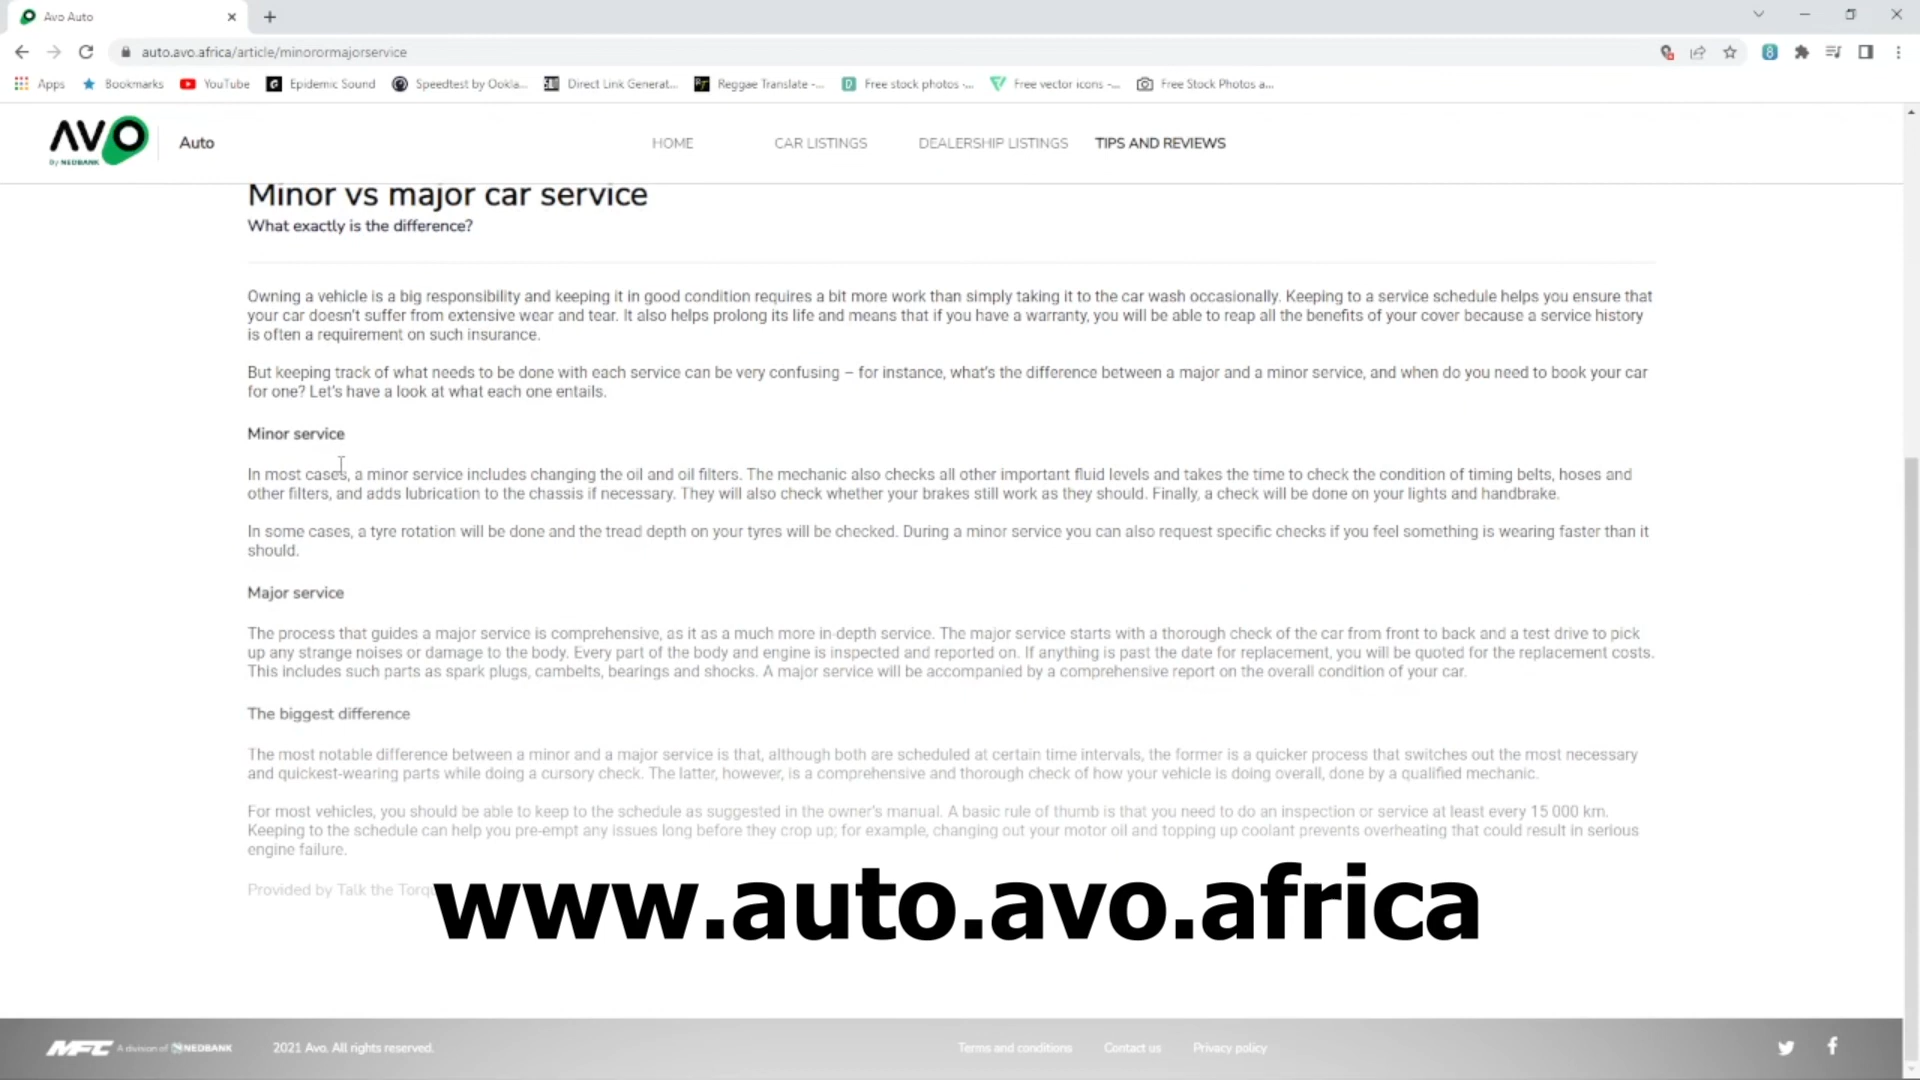 Avo Auto
auto.avo.africa/article/minorormajorservice
Apps Bookmarks YouTube Epidemic Sound Speedtest by Ookla... Direct Link Generat... Reggae Translate -... Free stock photos -... Free vector icons -... Free Stock Photos a...
AVO by NEDBANK Auto HOME CAR LISTINGS DEALERSHIP LISTINGS TIPS AND REVIEWS
Minor vs major car service
What exactly is the difference?
Owning a vehicle is a big responsibility and keeping it in good condition requires a bit more work than simply taking it to the car wash occasionally. Keeping to a service schedule helps you ensure that
your car doesn't suffer from extensive wear and tear. It also helps prolong its life and means that if you have a warranty, you will be able to reap all the benefits of your cover because a service history
is often a requirement on such insurance.
But keeping track of what needs to be done with each service can be very confusing – for instance, what's the difference between a major and a minor service, and when do you need to book your car
for one? Let's have a look at what each one entails.
Minor service
In most cases, a minor service includes changing the oil and oil filters. The mechanic also checks all other important fluid levels and takes the time to check the condition of timing belts, hoses and
other filters, and adds lubrication to the chassis if necessary. They will also check whether your brakes still work as they should. Finally, a check will be done on your lights and handbrake.
In some cases, a tyre rotation will be done and the tread depth on your tyres will be checked. During a minor service you can also request specific checks if you feel something is wearing faster than it
should.
Major service
The process that guides a major service is comprehensive, as it as a much more in-depth service. The major service starts with a thorough check of the car from front to back and a test drive to pick
up any strange noises or damage to the body. Every part of the body and engine is inspected and reported on. If anything is past the date for replacement, you will be quoted for the replacement costs.
This includes such parts as spark plugs, cambelts, bearings and shocks. A major service will be accompanied by a comprehensive report on the overall condition of your car.
The biggest difference
The most notable difference between a minor and a major service is that, although both are scheduled at certain time intervals, the former is a quicker process that switches out the most necessary
and quickest-wearing parts while doing a cursory check. The latter, however, is a comprehensive and thorough check of how your vehicle is doing overall, done by a qualified mechanic.
For most vehicles, you should be able to keep to the schedule as suggested in the owner's manual. A basic rule of thumb is that you need to do an inspection or service at least every 15 000 km.
Keeping to the schedule can help you pre-empt any issues long before they crop up; for example, changing out your motor oil and topping up coolant prevents overheating that could result in serious
engine failure.
Provided by Talk the
www.auto.avo.africa
MFC A division of NEDBANK 2021 Avo. All rights reserved. Terms and conditions Contact us Privacy policy